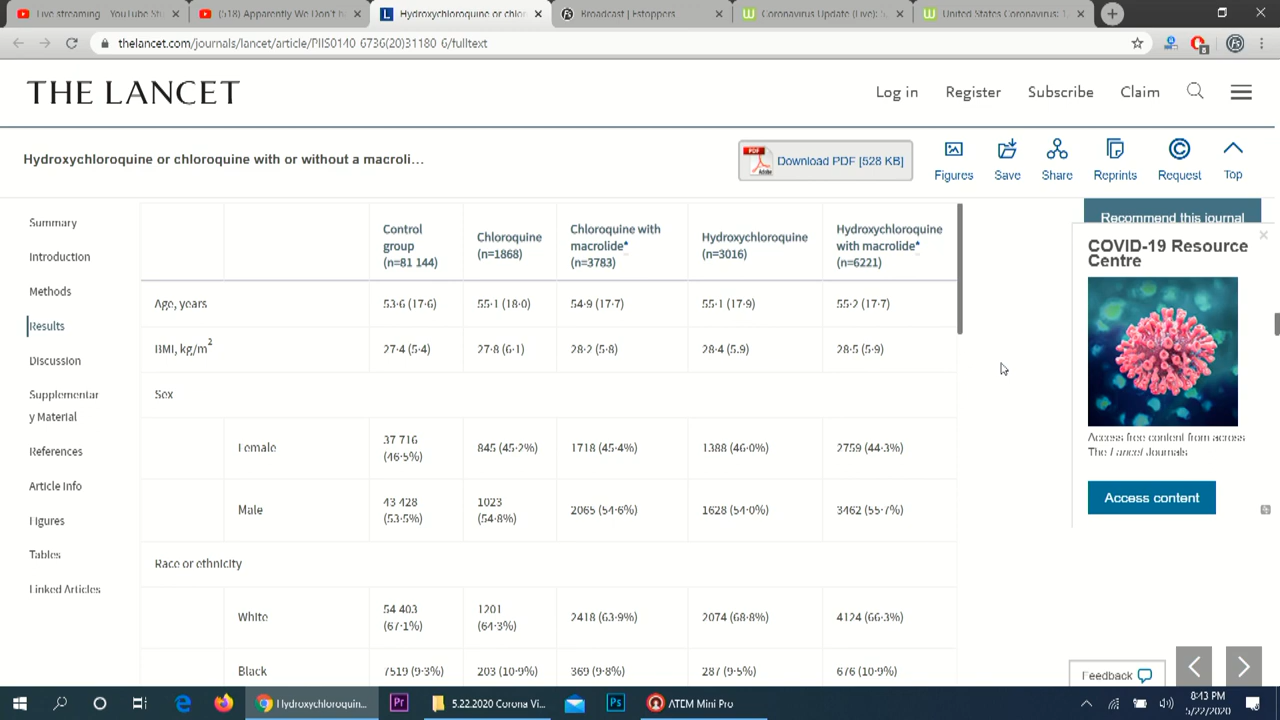 Live streaming - YouTube Stu
(518) Apparently We Don't h
Hydroxychloroquine or chlor
Broadcast | Estoppers
Coronavirus Update (Live): 5,
United States Coronavirus: 1,
thelancet.com/journals/lancet/article/PIIS0140-6736(20)31180-6/fulltext
THE LANCET
Log in
Register
Subscribe
Claim
Hydroxychloroquine or chloroquine with or without a macroli…
Download PDF [528 KB]
Figures
Save
Share
Reprints
Request
Top
Summary
Introduction
Methods
Results
Discussion
Supplementar
y Material
References
Article Info
Figures
Tables
Linked Articles
Control
group
(n=81 144)
Chloroquine
(n=1868)
Chloroquine with
macrolide*
(n=3783)
Hydroxychloroquine
(n=3016)
Hydroxychloroquine
with macrolide*
(n=6221)
Age, years
53·6 (17·6)
55·1 (18·0)
54·9 (17·7)
55·1 (17·9)
55·2 (17·7)
BMI, kg/m2
27·4 (5·4)
27·8 (6·1)
28·2 (5·8)
28·4 (5.9)
28·5 (5·9)
Sex
Female
37 716
(46·5%)
845 (45·2%)
1718 (45·4%)
1388 (46·0%)
2759 (44·3%)
Male
43 428
(53·5%)
1023
(54·8%)
2065 (54·6%)
1628 (54·0%)
3462 (55·7%)
Race or ethnicity
White
54 403
(67·1%)
1201
(64·3%)
2418 (63·9%)
2074 (68·8%)
4124 (66·3%)
Black
7519 (9·3%)
203 (10·9%)
369 (9·8%)
287 (9·5%)
676 (10·9%)
Recommend this journal
COVID-19 Resource
Centre
Access free content from across
The Lancet Journals
Access content
Feedback
Hydroxychloroquin...
Pr
5.22.2020 Corona Vi...
Ps
ATEM Mini Pro
8:43 PM
5/22/2020